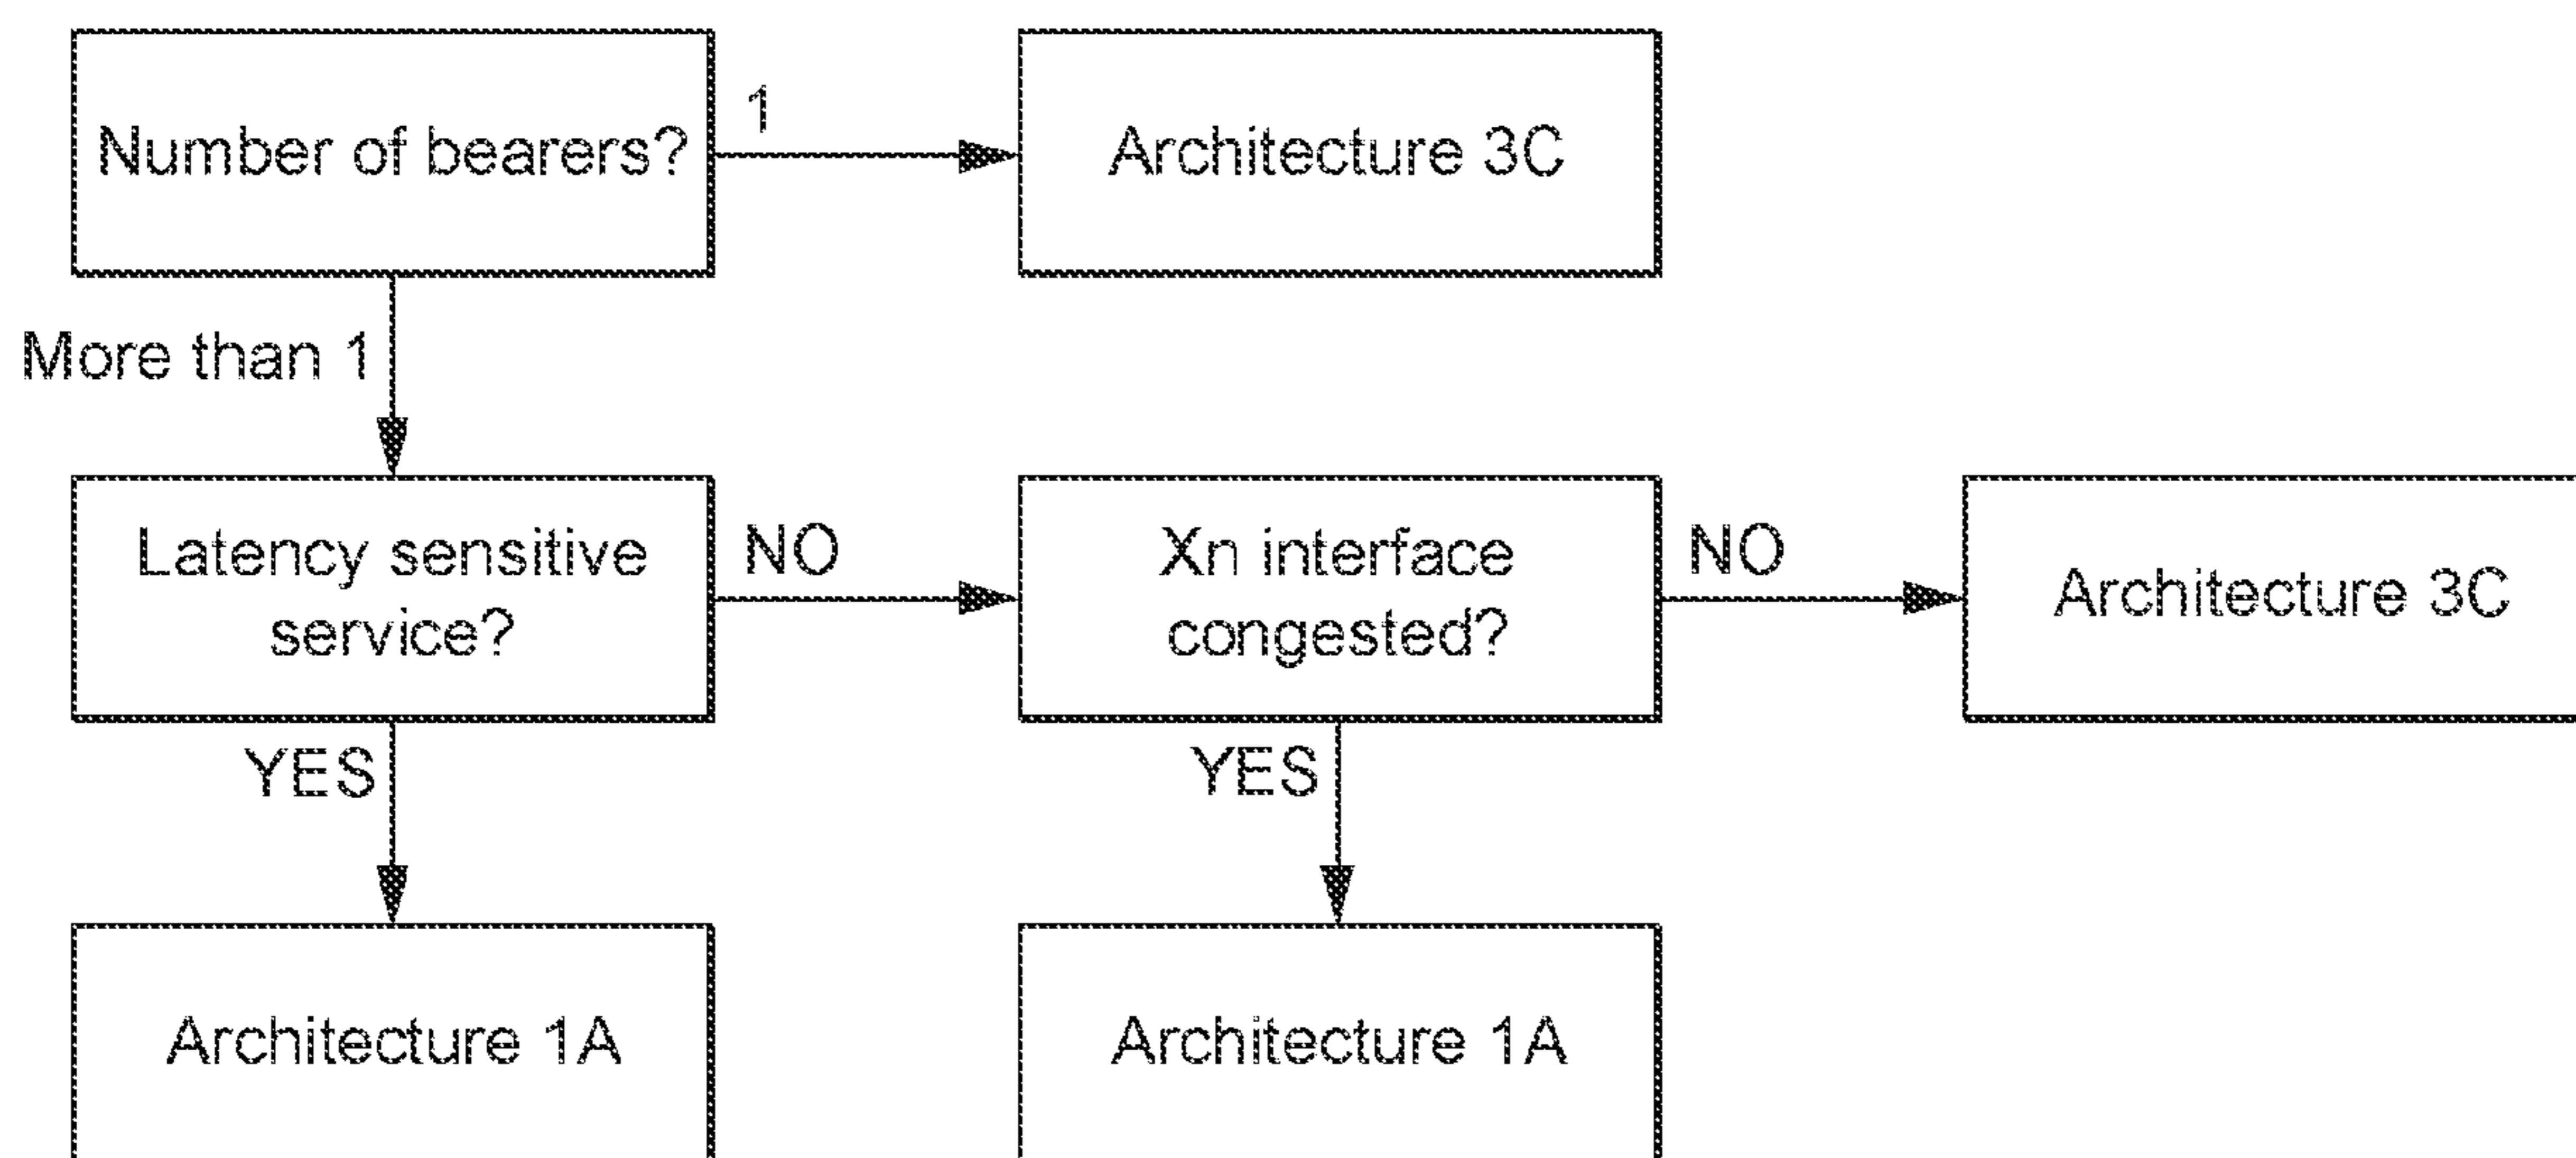 Number of bearers?
1
Architecture 3C
More than 1
Latency sensitive
service?
NO
Xn interface
congested?
NO
Architecture 3C
YES
YES
Architecture 1A
Architecture 1A